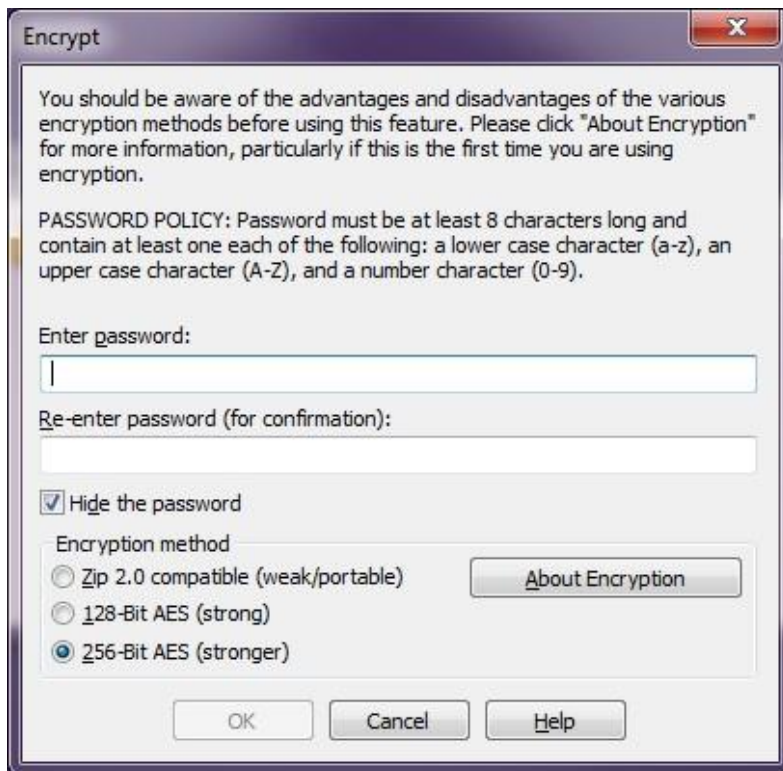 Encrypt
You should be aware of the advantages and disadvantages of the various
encryption methods before using this feature. Please click "About Encryption"
for more information, particularly if this is the first time you are using
encryption.
PASSWORD POLICY: Password must be at least 8 characters long and
contain at least one each of the following: a lower case character (a-z), an
upper case character (A-Z), and a number character (0-9).
Enter password:
Re-enter password (for confirmation):
Hide the password
Encryption method
Zip 2.0 compatible (weak/portable)
About Encryption
128-Bit AES (strong)
256-Bit AES (stronger)
OK
Cancel
Help